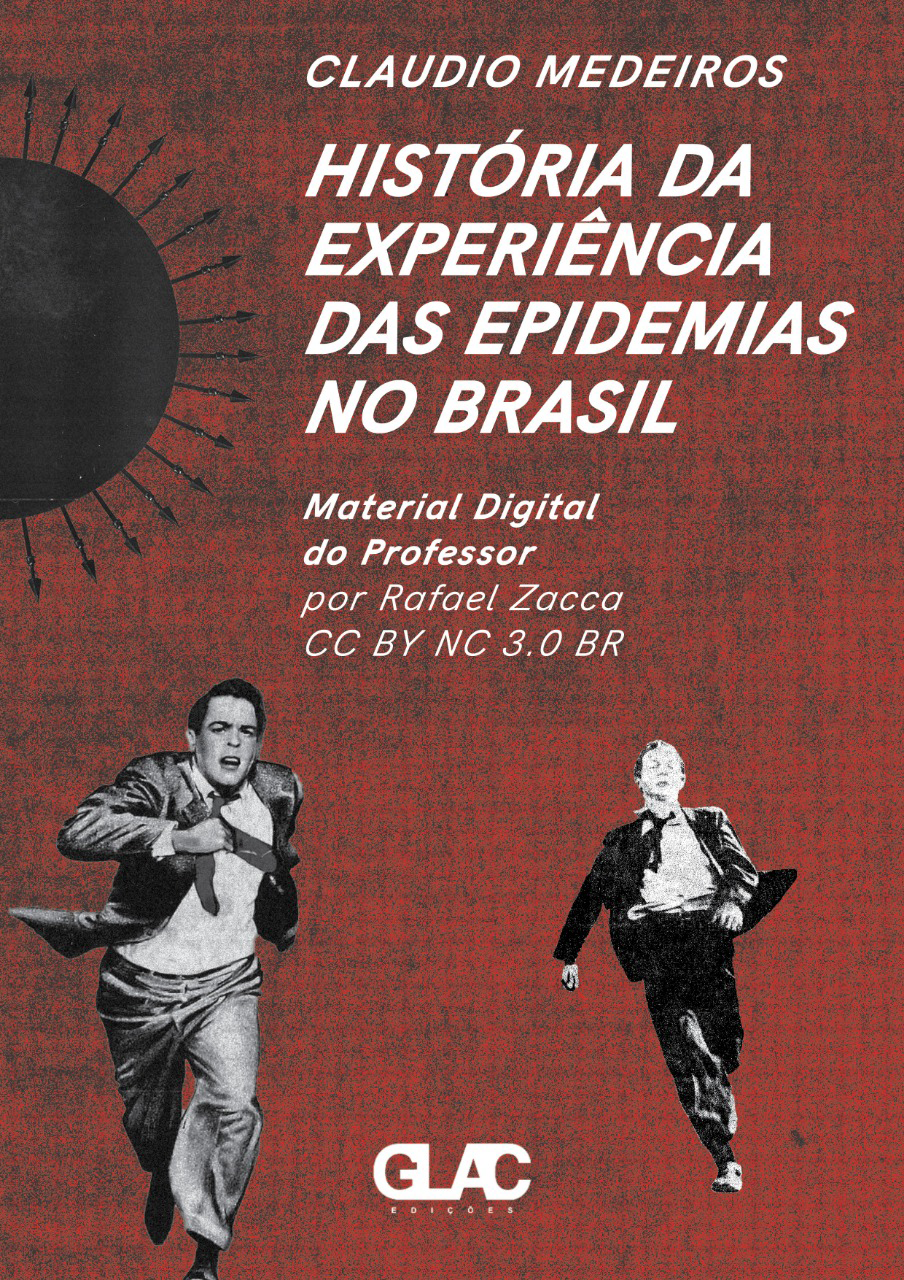 CLAUDIO MEDEIROS
HISTÓRIA DA
EXPERIÊNCIA
DAS EPIDEMIAS
NO BRASIL
Material Digital
do Professor
por Rafael Zacca
CC BY NC 3.0 BR
GLAC
EDIÇÕES